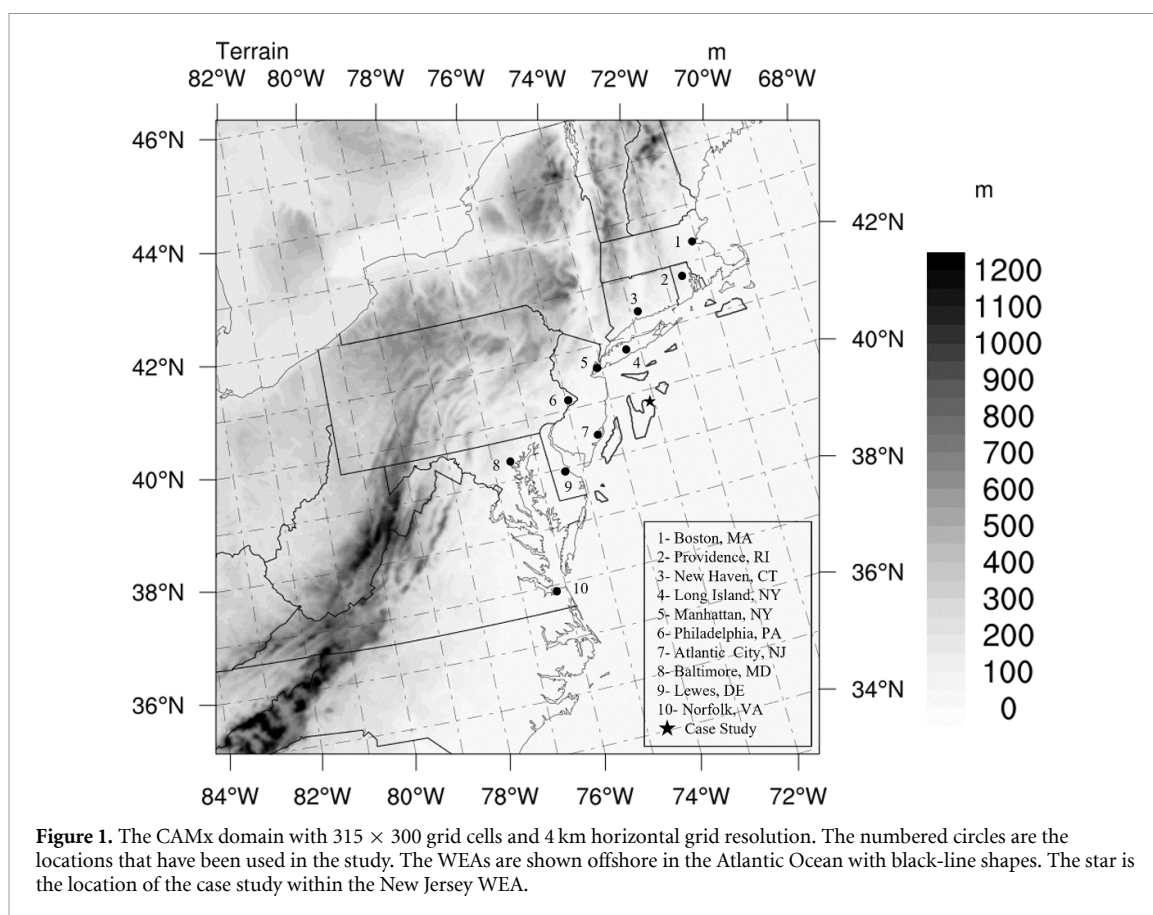 Terrain m
82°W 80°W 78°W 76°W 74°W 72°W 70°W 68°W
46°N
44°N
42°N
40°N
38°N
36°N
42°N
40°N
38°N
36°N
34°N
1
2
3
4
5
6
7
8
9
10
1- Boston, MA
2- Providence, RI
3- New Haven, CT
4- Long Island, NY
5- Manhattan, NY
6- Philadelphia, PA
7- Atlantic City, NJ
8- Baltimore, MD
9- Lewes, DE
10- Norfolk, VA
★ Case Study
84°W 82°W 80°W 78°W 76°W 74°W 72°W
m
1200
1100
1000
900
800
700
600
500
400
300
200
100
0
Figure 1. The CAMx domain with 315 × 300 grid cells and 4 km horizontal grid resolution. The numbered circles are the
locations that have been used in the study. The WEAs are shown offshore in the Atlantic Ocean with black-line shapes. The star is
the location of the case study within the New Jersey WEA.